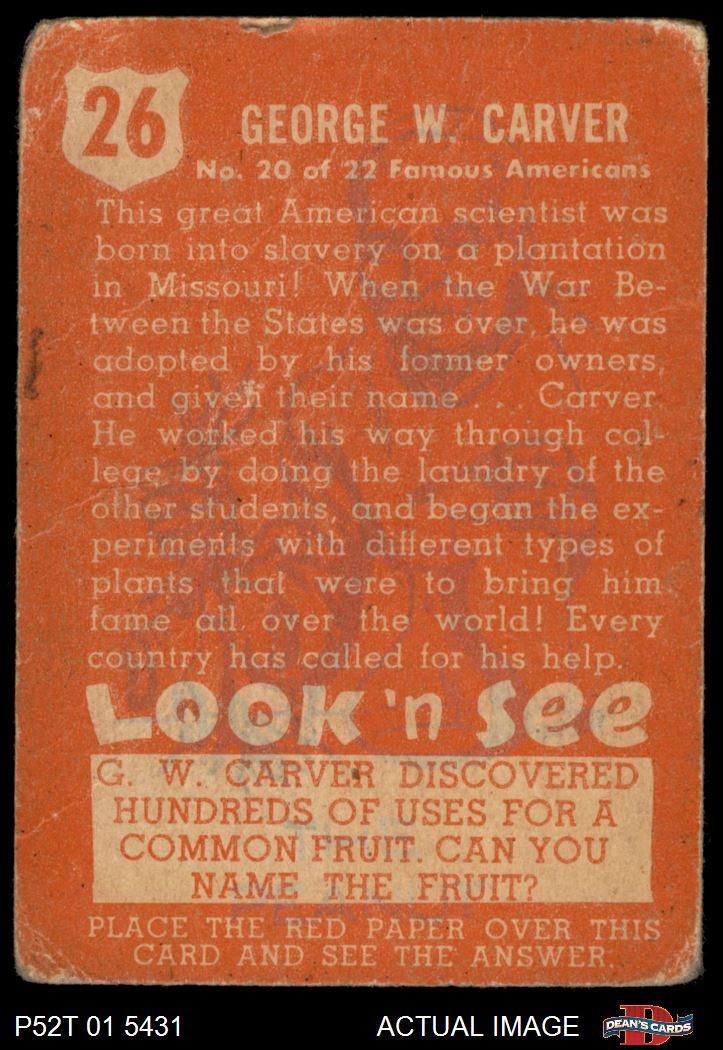 26
GEORGE W. CARVER
No. 20 of 22 Famous Americans
This great American scientist was
born into slavery on a plantation
in Missouri! When the War Be-
tween the States was over, he was
adopted by his former owners,
and given their name . . . Carver.
He worked his way through col-
lege by doing the laundry of the
other students, and began the ex-
periments with different types of
plants that were to bring him
fame all over the world! Every
country has called for his help.
LOOK 'n SEE
G. W. CARVER DISCOVERED
HUNDREDS OF USES FOR A
COMMON FRUIT. CAN YOU
NAME THE FRUIT?
THE
PEANUT
PLACE THE RED PAPER OVER THIS
CARD AND SEE THE ANSWER.
P52T 01 5431
ACTUAL IMAGE
D
DEAN'S CARDS